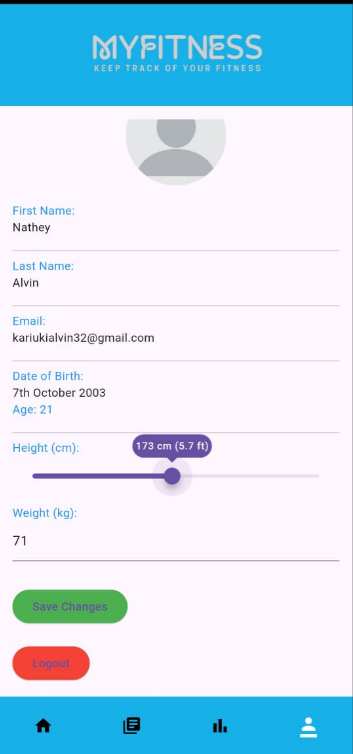 MYFITNESS
KEEP TRACK OF YOUR FITNESS
First Name:
Nathey
Last Name:
Alvin
Email:
kariukialvin32@gmail.com
Date of Birth:
7th October 2003
Age: 21
Height (cm):
173 cm (5.7 ft)
Weight (kg):
71
Save Changes
Logout